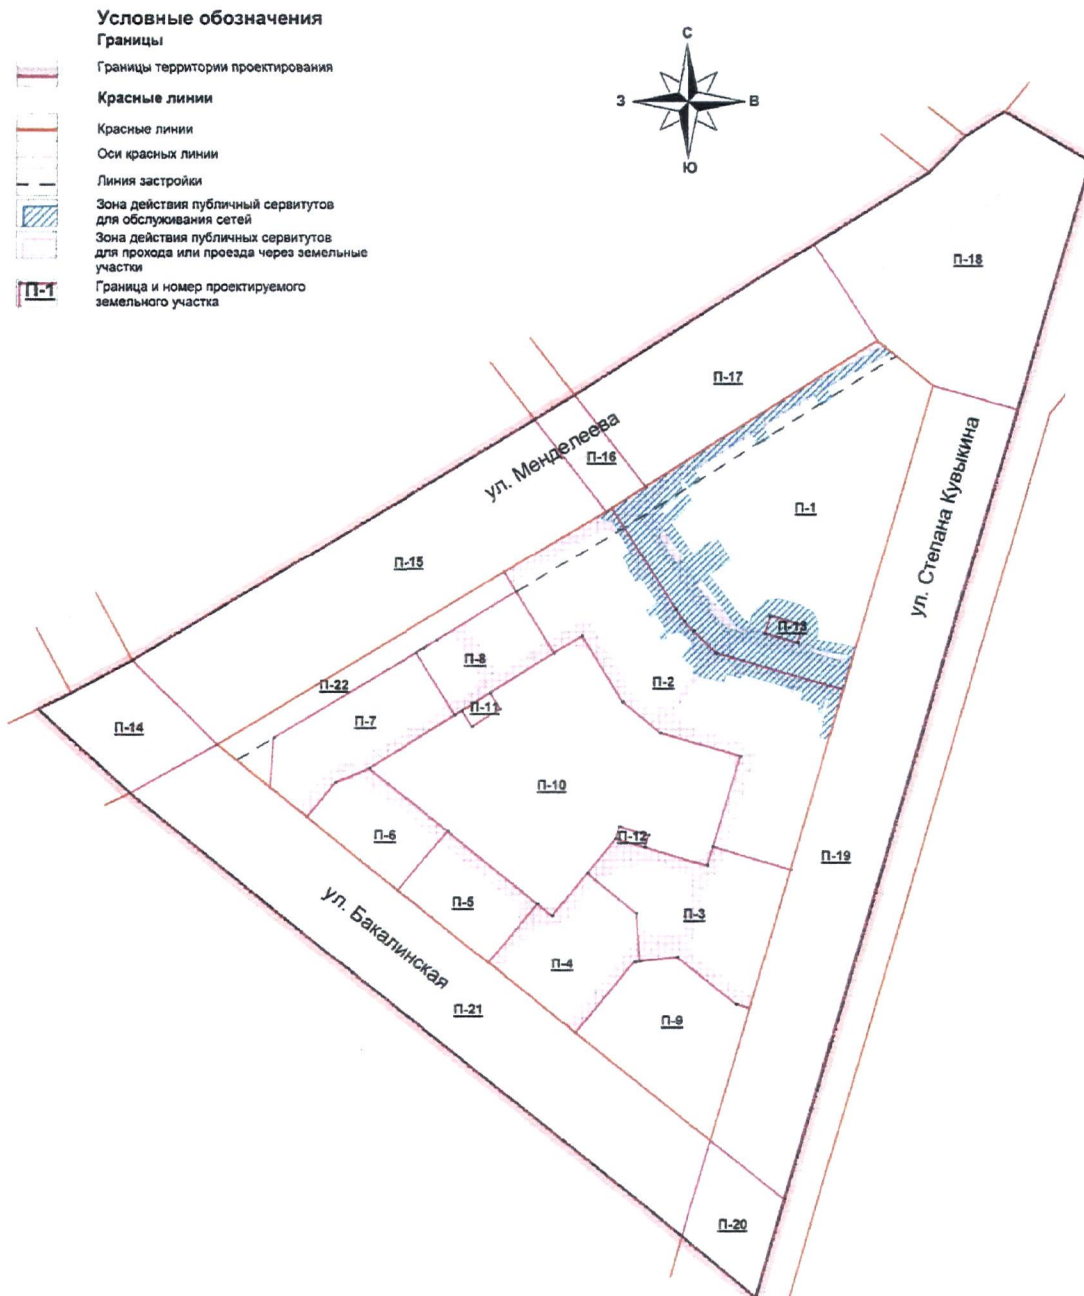 Условные обозначения
Границы
Границы территории проектирования
Красные линии
Красные линии
Оси красных линии
Линия застройки
Зона действия публичный сервитутов
для обслуживания сетей
Зона действия публичных сервитутов
для прохода или проезда через земельные
участки
П-1
Граница и номер проектируемого
земельного участка
С
З
В
Ю
П-18
П-17
ул. Менделеева
П-16
П-1
П-15
ул. Степана Кувыкина
П-13
П-8
П-2
П-22
П-11
П-7
П-14
П-10
П-6
П-12
П-19
П-5
П-3
ул. Бакалинская
П-4
П-21
П-9
П-20